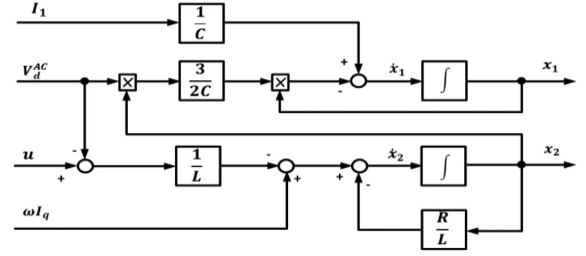 I₁ 1/C
+ ẋ₁ ∫ x₁
V_d^AC × 3/2C × -
- ẋ₂ x₂
u + 1/L - + + - ∫
ωI_q
R/L